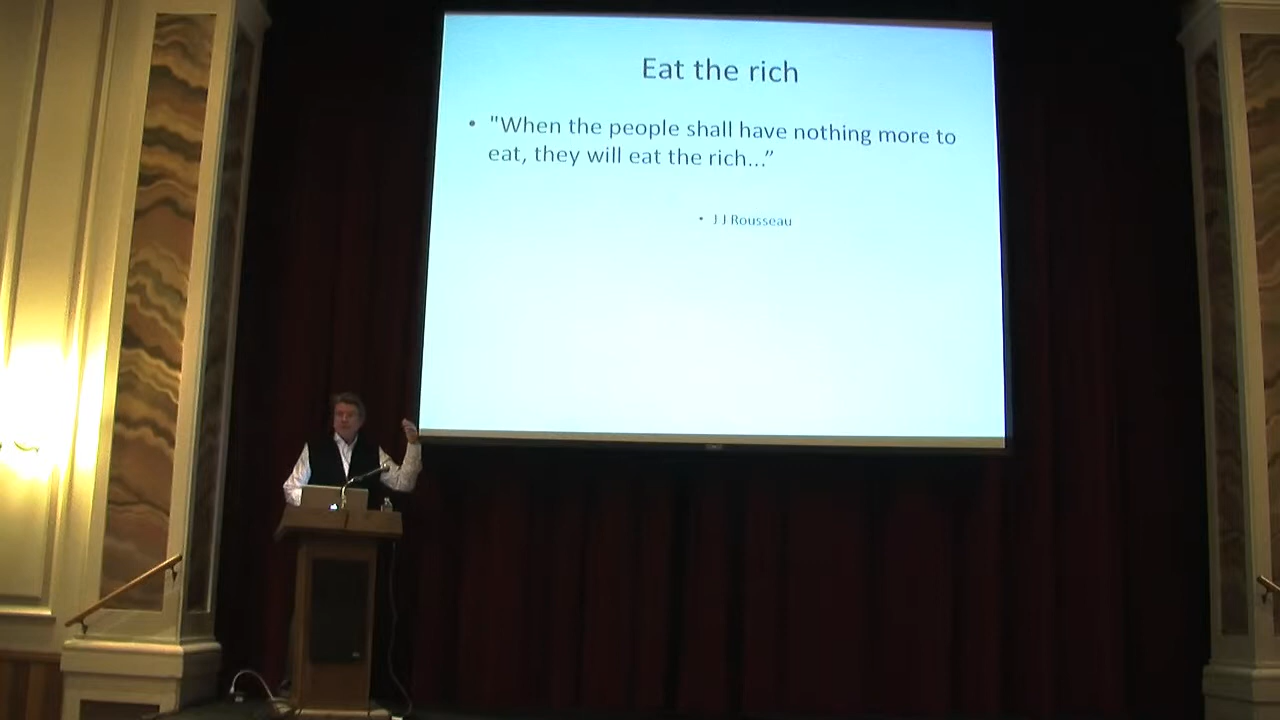 Eat the rich
• "When the people shall have nothing more to
eat, they will eat the rich...”
• J J Rousseau